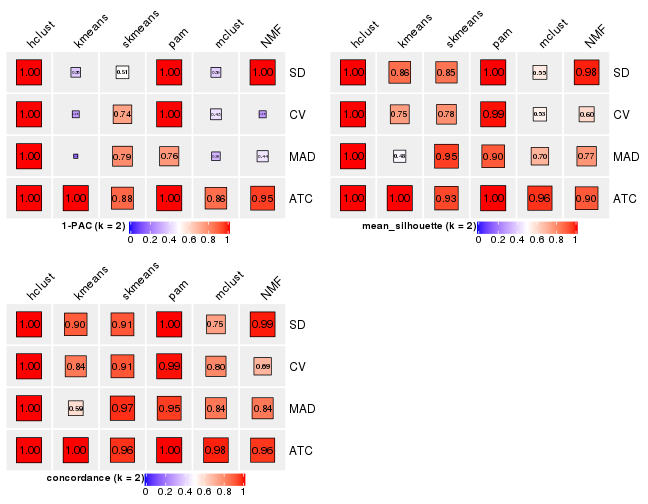 hclust kmeans skmeans pam mclust NMF
1.00 0.51 1.00 1.00 SD
1.00 0.74 1.00 CV
1.00 0.79 0.76 0.44 MAD
1.00 1.00 0.88 1.00 0.86 0.95 ATC
1-PAC (k = 2)
0 0.2 0.4 0.6 0.8 1
hclust kmeans skmeans pam mclust NMF
1.00 0.86 0.85 1.00 0.55 0.98 SD
1.00 0.75 0.78 0.99 0.53 0.60 CV
1.00 0.48 0.95 0.90 0.70 0.77 MAD
1.00 1.00 0.93 1.00 0.96 0.90 ATC
mean_silhouette (k = 2)
0 0.2 0.4 0.6 0.8 1
hclust kmeans skmeans pam mclust NMF
1.00 0.90 0.91 1.00 0.75 0.99 SD
1.00 0.84 0.91 0.99 0.80 0.69 CV
1.00 0.59 0.97 0.95 0.84 0.84 MAD
1.00 1.00 0.96 1.00 0.98 0.96 ATC
concordance (k = 2)
0 0.2 0.4 0.6 0.8 1